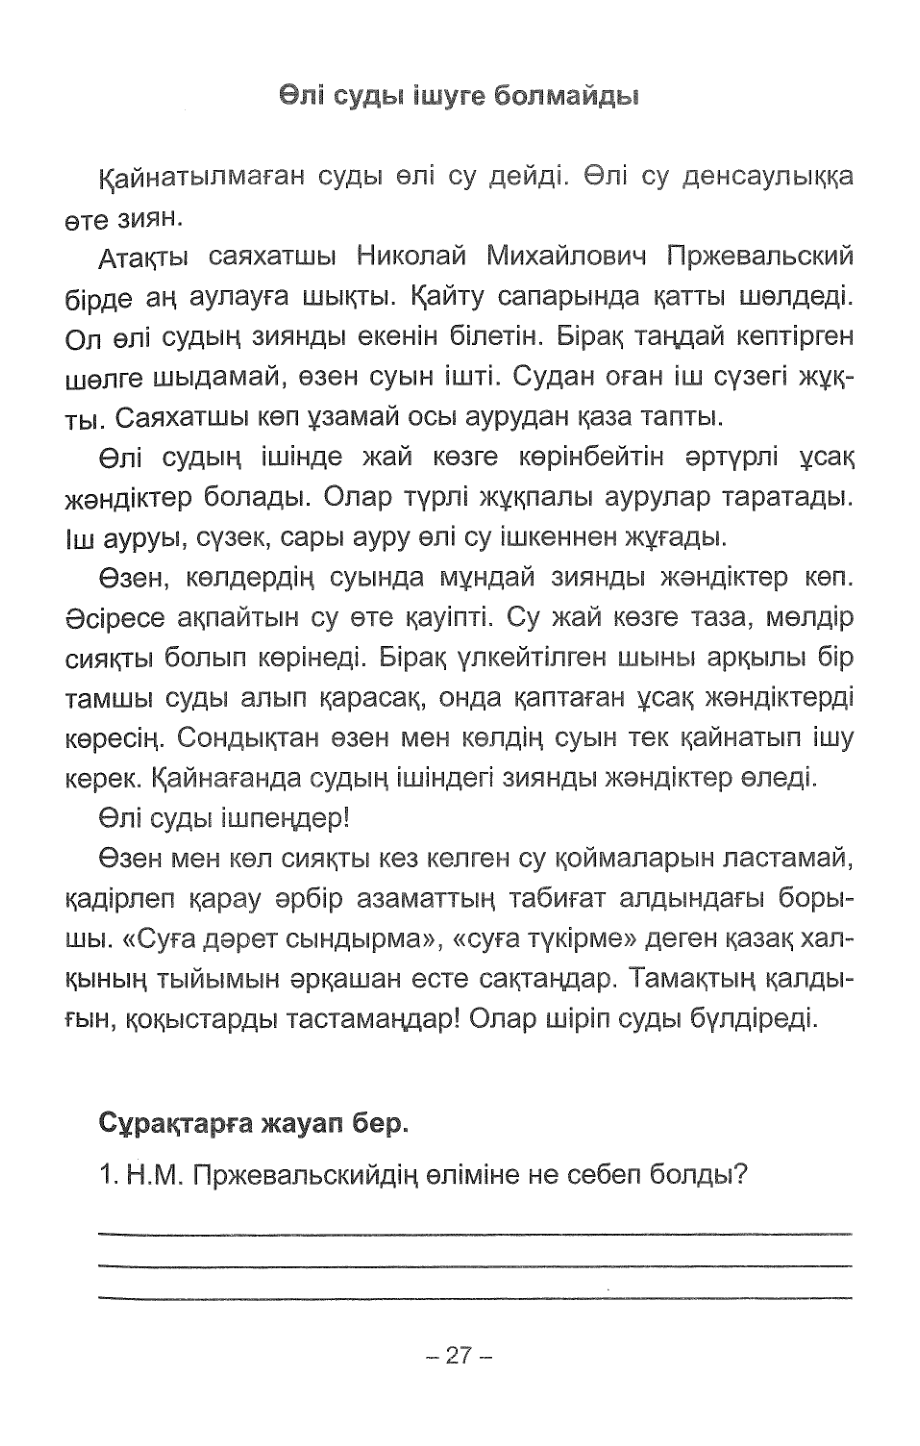 Өлі суды ішуге болмайды
Қайнатылмаған суды өлі су дейді. Өлі су денсаулыққа
өте зиян.
Атақты саяхатшы Николай Михайлович Пржевальский
бірде аң аулауға шықты. Қайту сапарында қатты шөлдеді.
Ол өлі судың зиянды екенін білетін. Бірақ таңдай кептірген
шөлге шыдамай, өзен суын ішті. Судан оған іш сүзегі жұқ-
ты. Саяхатшы көп ұзамай осы аурудан қаза тапты.
Өлі судың ішінде жай көзге көрінбейтін әртүрлі ұсақ
жәндіктер болады. Олар түрлі жұқпалы аурулар таратады.
Іш ауруы, сүзек, сары ауру өлі су ішкеннен жұғады.
Өзен, көлдердің суында мұндай зиянды жәндіктер көп.
Әсіресе ақпайтын су өте қауіпті. Су жай көзге таза, мөлдір
сияқты болып көрінеді. Бірақ үлкейтілген шыны арқылы бір
тамшы суды алып қарасақ, онда қаптаған ұсақ жәндіктерді
көресің. Сондықтан өзен мен көлдің суын тек қайнатып ішу
керек. Қайнағанда судың ішіндегі зиянды жәндіктер өледі.
Өлі суды ішпеңдер!
Өзен мен көл сияқты кез келген су қоймаларын ластамай,
қадірлеп қарау әрбір азаматтың табиғат алдындағы боры-
шы. «Суға дәрет сындырма», «суға түкірме» деген қазақ хал-
қының тыйымын әрқашан есте сақтаңдар. Тамақтың қалды-
ғын, қоқыстарды тастамаңдар! Олар шіріп суды бүлдіреді.
Сұрақтарға жауап бер.
1. Н.М. Пржевальскийдің өліміне не себеп болды?
– 27 –